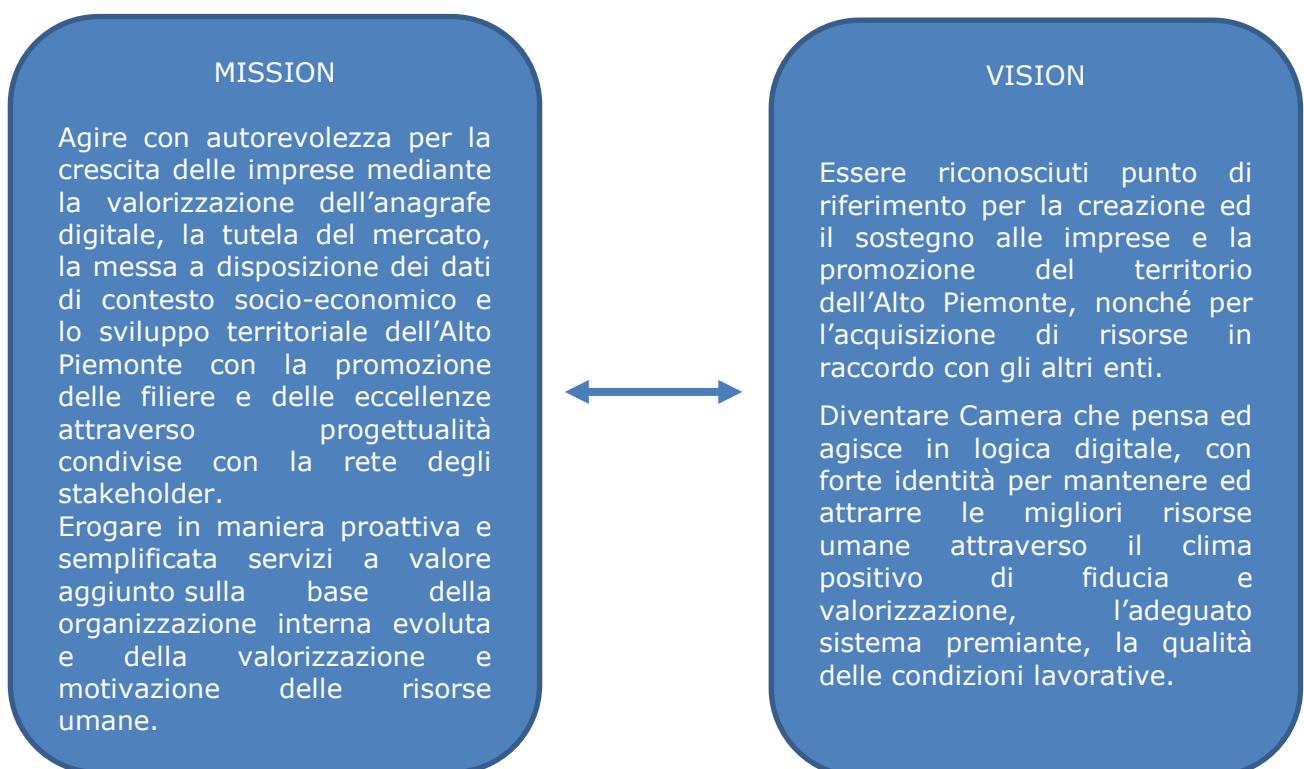 MISSION
Agire con autorevolezza per la
crescita delle imprese mediante
la valorizzazione dell’anagrafe
digitale, la tutela del mercato,
la messa a disposizione dei dati
di contesto socio-economico e
lo sviluppo territoriale dell’Alto
Piemonte con la promozione
delle filiere e delle eccellenze
attraverso progettualità
condivise con la rete degli
stakeholder.
Erogare in maniera proattiva e
semplificata servizi a valore
aggiunto sulla base della
organizzazione interna evoluta
e della valorizzazione e
motivazione delle risorse
umane.
VISION
Essere riconosciuti punto di
riferimento per la creazione ed
il sostegno alle imprese e la
promozione del territorio
dell’Alto Piemonte, nonché per
l’acquisizione di risorse in
raccordo con gli altri enti.
Diventare Camera che pensa ed
agisce in logica digitale, con
forte identità per mantenere ed
attrarre le migliori risorse
umane attraverso il clima
positivo di fiducia e
valorizzazione, l’adeguato
sistema premiante, la qualità
delle condizioni lavorative.